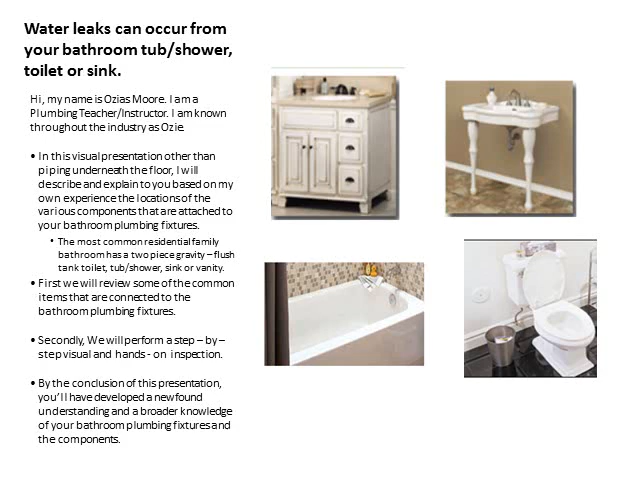 Water leaks can occur from
your bathroom tub/shower,
toilet or sink.
Hi, my name is Ozias Moore. I am a
Plumbing Teacher/Instructor. I am known
throughout the industry as Ozie.
• In this visual presentation other than
piping underneath the floor, I will
describe and explain to you based on my
own experience the locations of the
various components that are attached to
your bathroom plumbing fixtures.
• The most common residential family
bathroom has a two piece gravity – flush
tank toilet, tub/shower, sink or vanity.
• First we will review some of the common
items that are connected to the
bathroom plumbing fixtures.
• Secondly, We will perform a step – by –
step visual and hands - on inspection.
• By the conclusion of this presentation,
you'll have developed a newfound
understanding and a broader knowledge
of your bathroom plumbing fixtures and
the components.